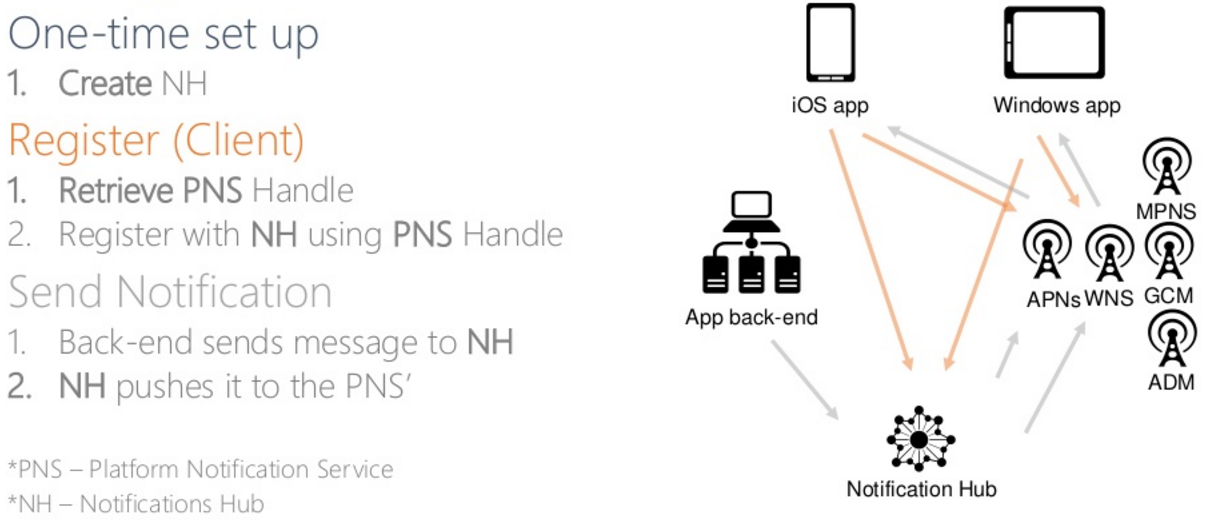 One-time set up
1. Create NH
Register (Client)
1. Retrieve PNS Handle
2. Register with NH using PNS Handle
Send Notification
1. Back-end sends message to NH
2. NH pushes it to the PNS’
*PNS – Platform Notification Service
*NH – Notifications Hub
iOS app
Windows app
MPNS
APNs WNS GCM
ADM
App back-end
Notification Hub